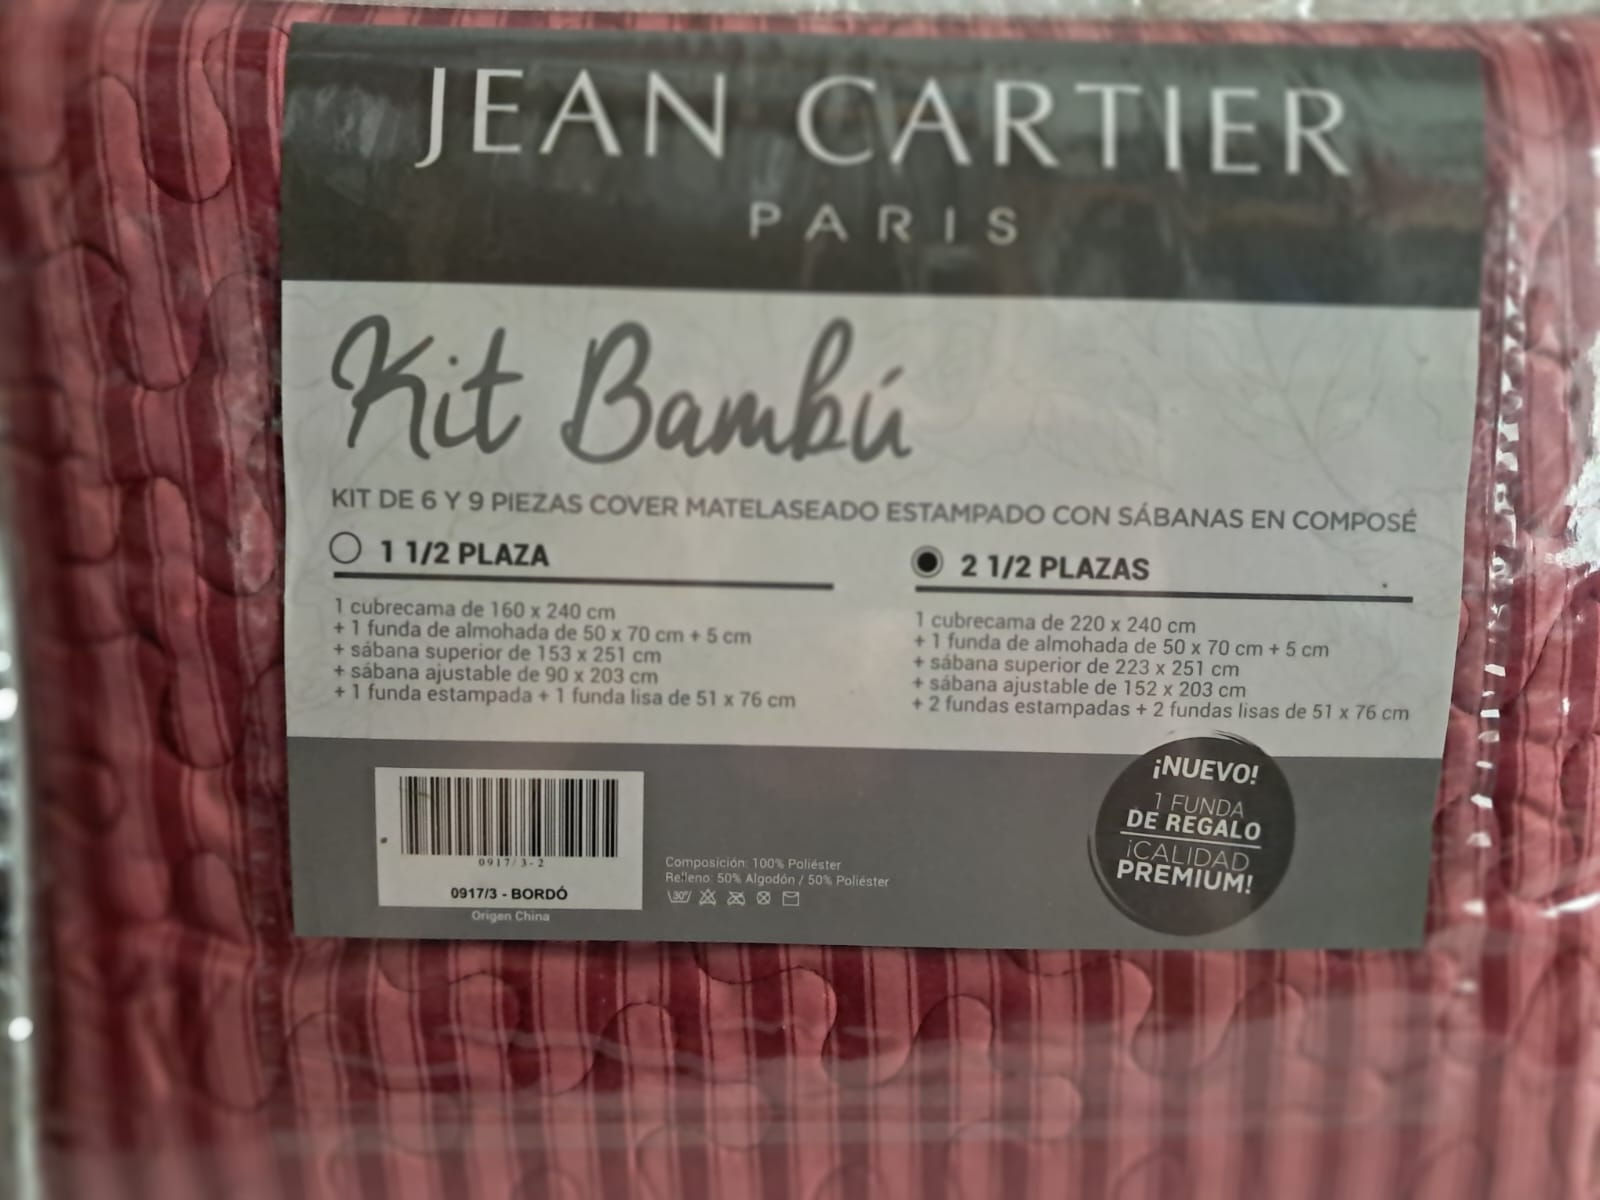 JEAN CARTIER
PARIS
Kit Bambú
KIT DE 6 Y 9 PIEZAS COVER MATELASEADO ESTAMPADO CON SÁBANAS EN COMPOSÉ
1 1/2 PLAZA
1 cubrecama de 160 x 240 cm
+ 1 funda de almohada de 50 x 70 cm + 5 cm
+ sábana superior de 153 x 251 cm
+ sábana ajustable de 90 x 203 cm
+ 1 funda estampada + 1 funda lisa de 51 x 76 cm
2 1/2 PLAZAS
1 cubrecama de 220 x 240 cm
+ 1 funda de almohada de 50 x 70 cm + 5 cm
+ sábana superior de 223 x 251 cm
+ sábana ajustable de 152 x 203 cm
+ 2 fundas estampadas + 2 fundas lisas de 51 x 76 cm
0917/3-2
0917/3 - BORDÓ
Origen China
Composición: 100% Poliéster
Relleno: 50% Algodón / 50% Poliéster
30°
¡NUEVO!
1 FUNDA
DE REGALO
¡CALIDAD
PREMIUM!